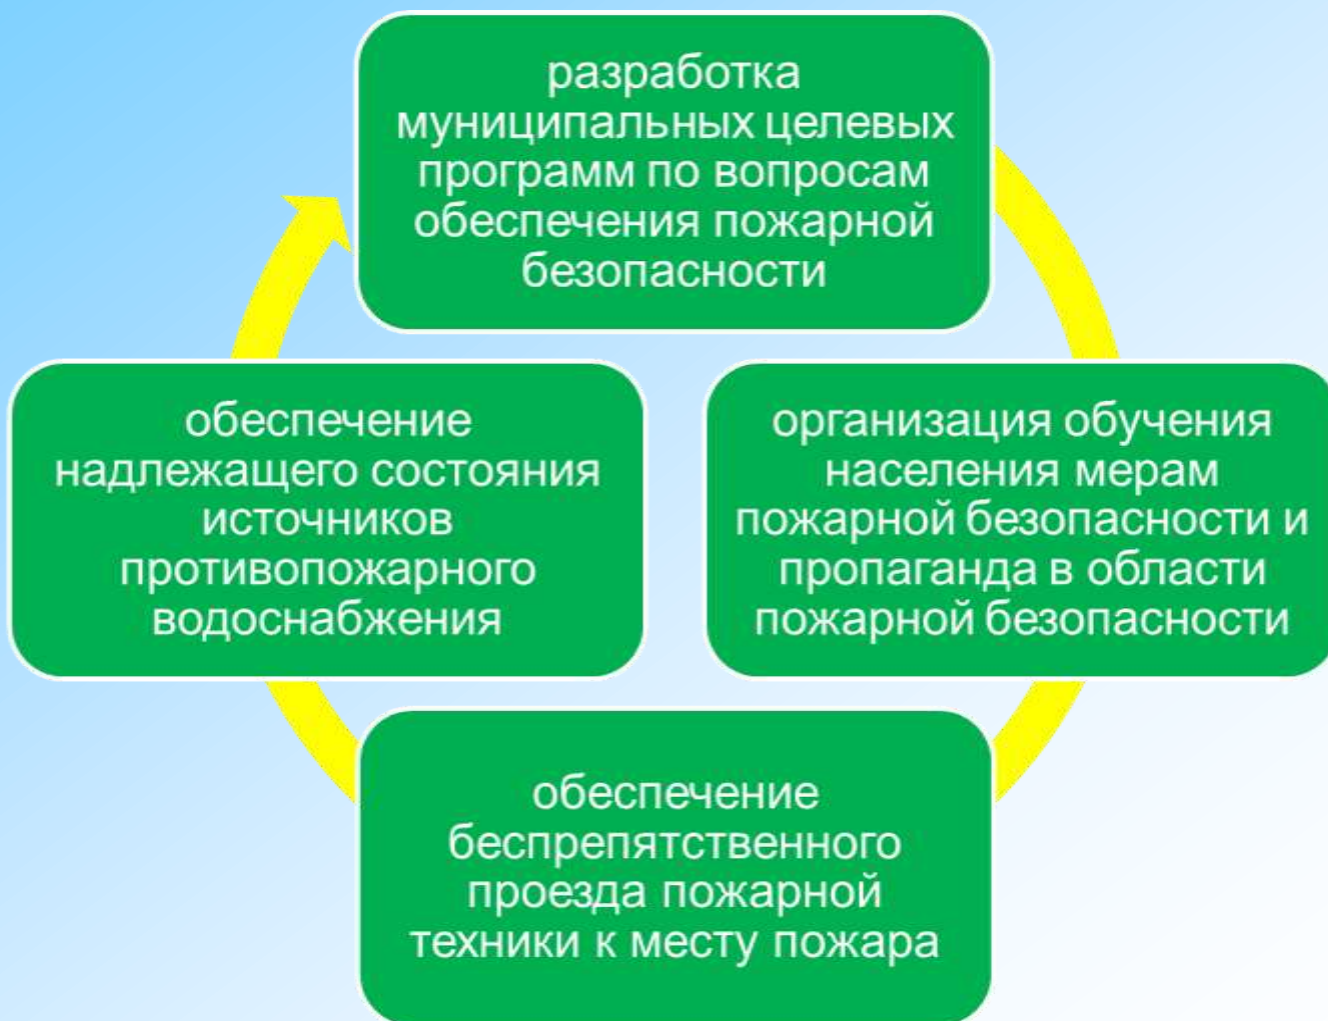 разработка
муниципальных целевых
программ по вопросам
обеспечения пожарной
безопасности
организация обучения
населения мерам
пожарной безопасности и
пропаганда в области
пожарной безопасности
обеспечение
беспрепятственного
проезда пожарной
техники к месту пожара
обеспечение
надлежащего состояния
источников
противопожарного
водоснабжения